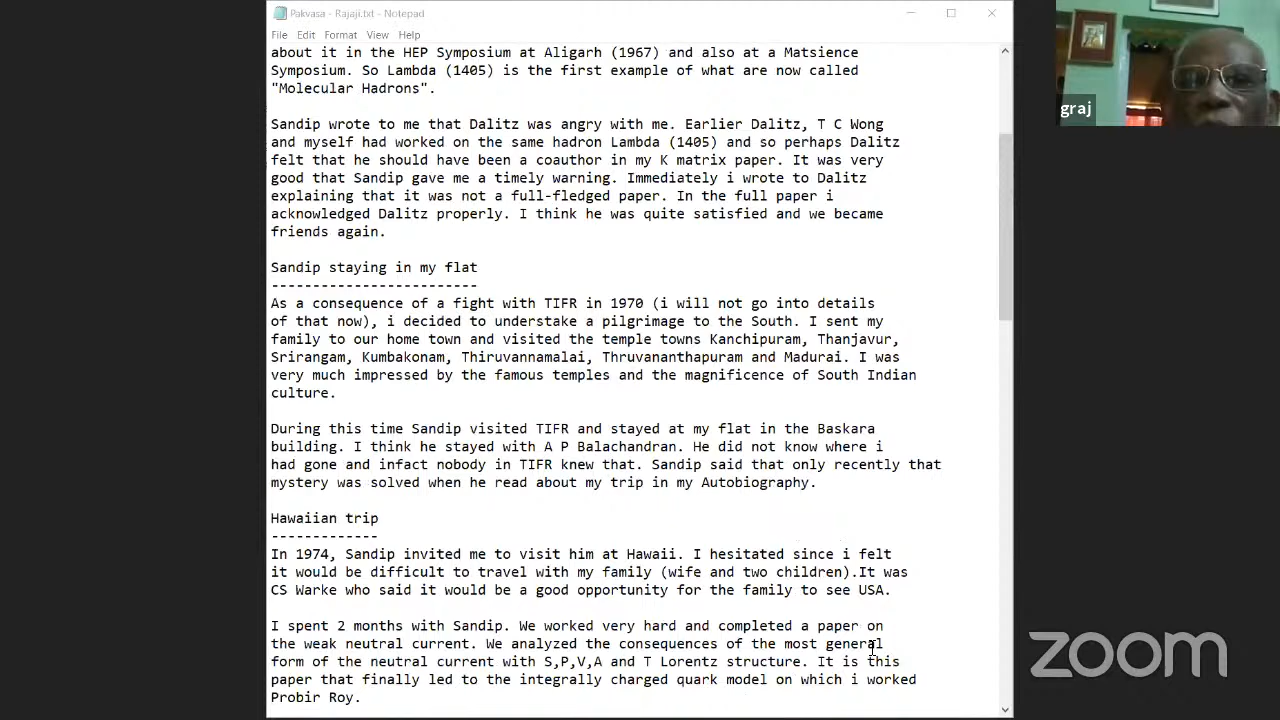 Pakvasa - Rajaji.txt - Notepad
File Edit Format View Help
about it in the HEP Symposium at Aligarh (1967) and also at a Matsience
Symposium. So Lambda (1405) is the first example of what are now called
"Molecular Hadrons".
Sandip wrote to me tht Dalitz was angry with me. Earlier Dalitz, T C Wong
and myself had worked on the same hadron Lambda (1405) and so perhaps Dalitz
felt that he should have been a coauthor in my K matrix paper. It was very
good that Sandip gave me a timely warning. Immediately i wrote to Dalitz
explaining that it was not a full-fledged paper. In the full paper i
acknowledged Dalitz properly. I think he was quite satisfied and we became
friends again.
Sandip staying in my flat
-------------------------
As a consequence of a fight with TIFR in 1970 (i will not go into details
of that now), i decided to understake a pilgrimage to the South. I sent my
family to our home town and visited the temple towns Kanchipuram, Thanjavur,
Srirangam, Kumbakonam, Thiruvannamalai, Thruvananthapuram and Madurai. I was
very much impressed by the famous temples and the magnificence of South Indian
culture.
During this time Sandip visited TIFR and stayed at my flat in the Baskara
building. I think he stayed with A P Balachandran. He did not know where i
had gone and infact nobody in TIFR knew that. Sandip said that only recently that
mystery was solved when he read about my trip in my Autobiography.
Hawaiian trip
-------------
In 1974, Sandip invited me to visit him at Hawaii. I hesitated since i felt
it would be difficult to travel with my family (wife and two children).It was
CS Warke who said it would be a good opportunity for the family to see USA.
I spent 2 months with Sandip. We worked very hard and completed a paper on
the weak neutral current. We analyzed the consequences of the most general
form of the neutral current with S,P,V,A and T Lorentz structure. It is this
paper that finally led to the integrally charged quark model on which i worked
Probir Roy.
graj
zoom